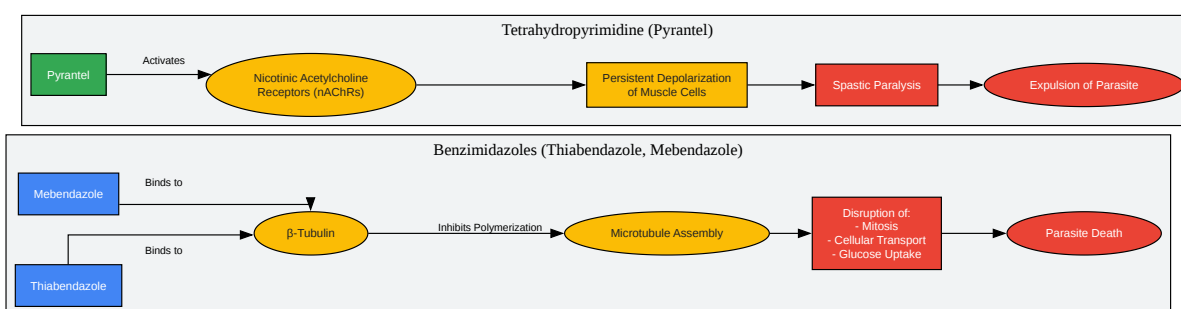 Tetrahydropyrimidine (Pyrantel)
Pyrantel
Activates
Nicotinic Acetylcholine
Receptors (nAChRs)
Persistent Depolarization
of Muscle Cells
Spastic Paralysis
Expulsion of Parasite
Benzimidazoles (Thiabendazole, Mebendazole)
Mebendazole
Binds to
Thiabendazole
Binds to
β-Tubulin
Inhibits Polymerization
Microtubule Assembly
Disruption of:
- Mitosis
- Cellular Transport
- Glucose Uptake
Parasite Death